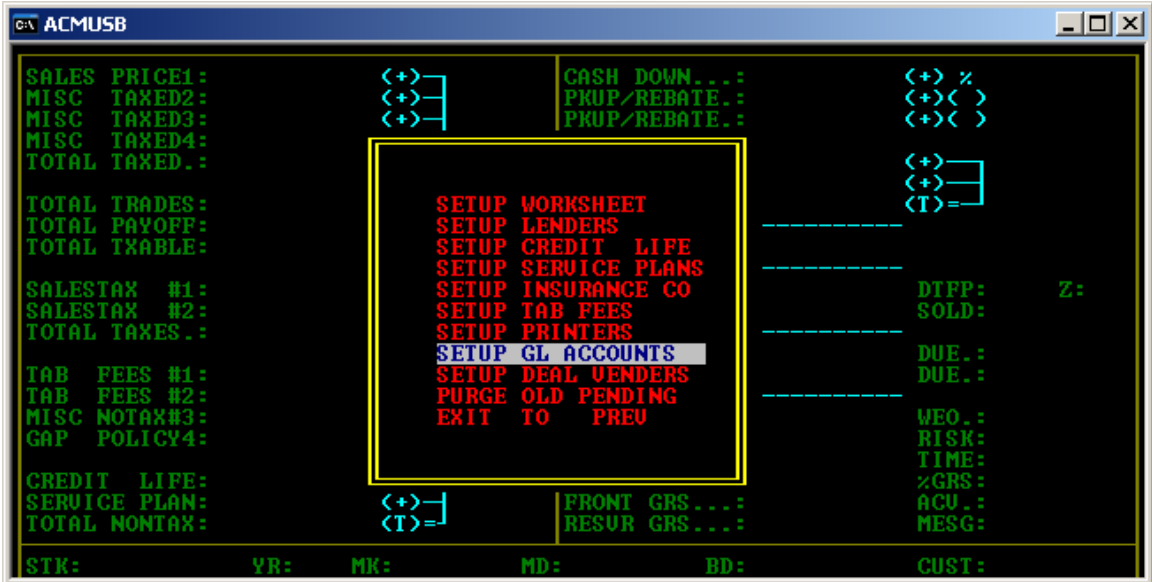 ACMUSB
SALES PRICE1: (+) CASH DOWN...: (+) %
MISC TAXED2: (+) PKUP/REBATE.: (+)( )
MISC TAXED3: (+) PKUP/REBATE.: (+)( )
MISC TAXED4:
TOTAL TAXED.: (+)
(+)
TOTAL TRADES: SETUP WORKSHEET (T)=
TOTAL PAYOFF: SETUP LENDERS
TOTAL TXABLE: SETUP CREDIT LIFE
SETUP SERVICE PLANS
SALESTAX #1: SETUP INSURANCE CO DTFP: Z:
SALESTAX #2: SETUP TAB FEES SOLD:
TOTAL TAXES.: SETUP PRINTERS
SETUP GL ACCOUNTS DUE.:
TAB FEES #1: SETUP DEAL VENDERS DUE.:
TAB FEES #2: PURGE OLD PENDING
MISC NOTAX#3: EXIT TO PREV WEO.:
GAP POLICY4: RISK:
TIME:
CREDIT LIFE: %GRS:
SERVICE PLAN: (+) FRONT GRS...: ACV.:
TOTAL NONTAX: (T)= RESVR GRS...: MESG:
STK: YR: MK: MD: BD: CUST: